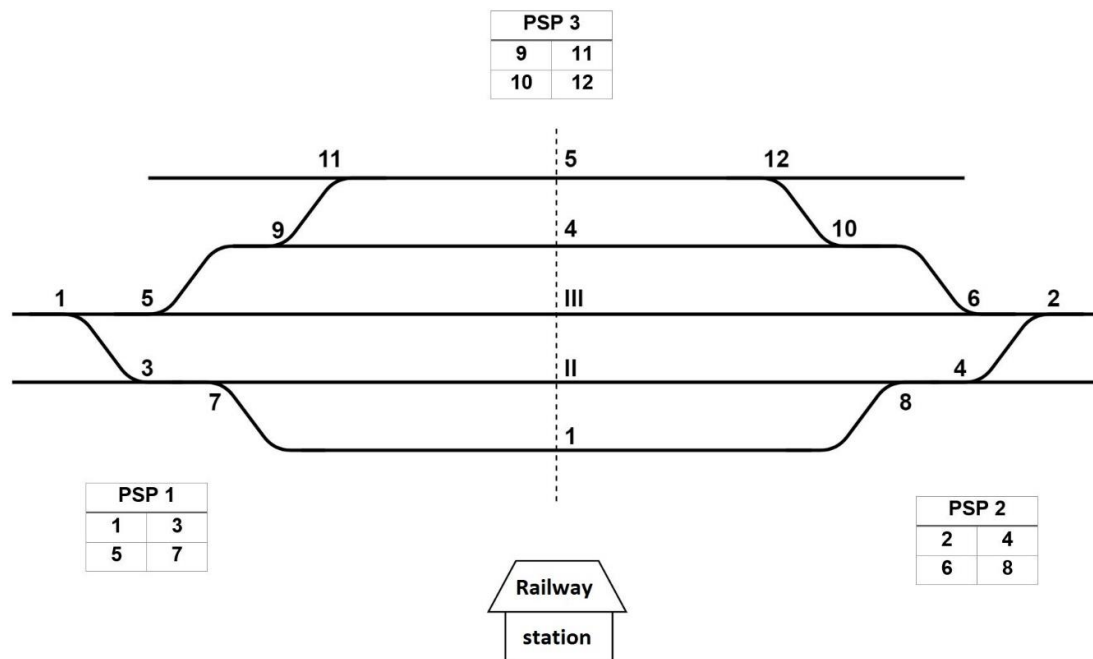 PSP 3
9 11
10 12
11 5 12
9 4 10
1 5 III 6 2
3 II 4
7 8
1
PSP 1
1 3
5 7
PSP 2
2 4
6 8
Railway
station